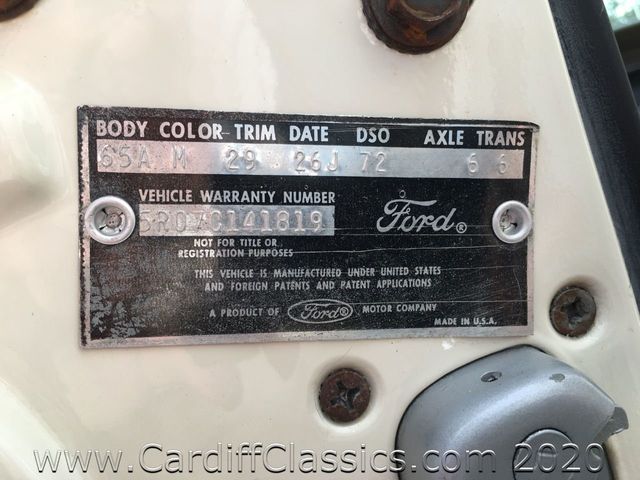 BODY COLOR TRIM DATE DSO AXLE TRANS
65A M 29 26J 72 6 6
VEHICLE WARRANTY NUMBER
5R07C141819
Ford®
NOT FOR TITLE OR
REGISTRATION PURPOSES
THIS VEHICLE IS MANUFACTURED UNDER UNITED STATES
AND FOREIGN PATENTS AND PATENT APPLICATIONS
A PRODUCT OF Ford® MOTOR COMPANY
MADE IN U.S.A.
www.CardiffClassics.com 2020